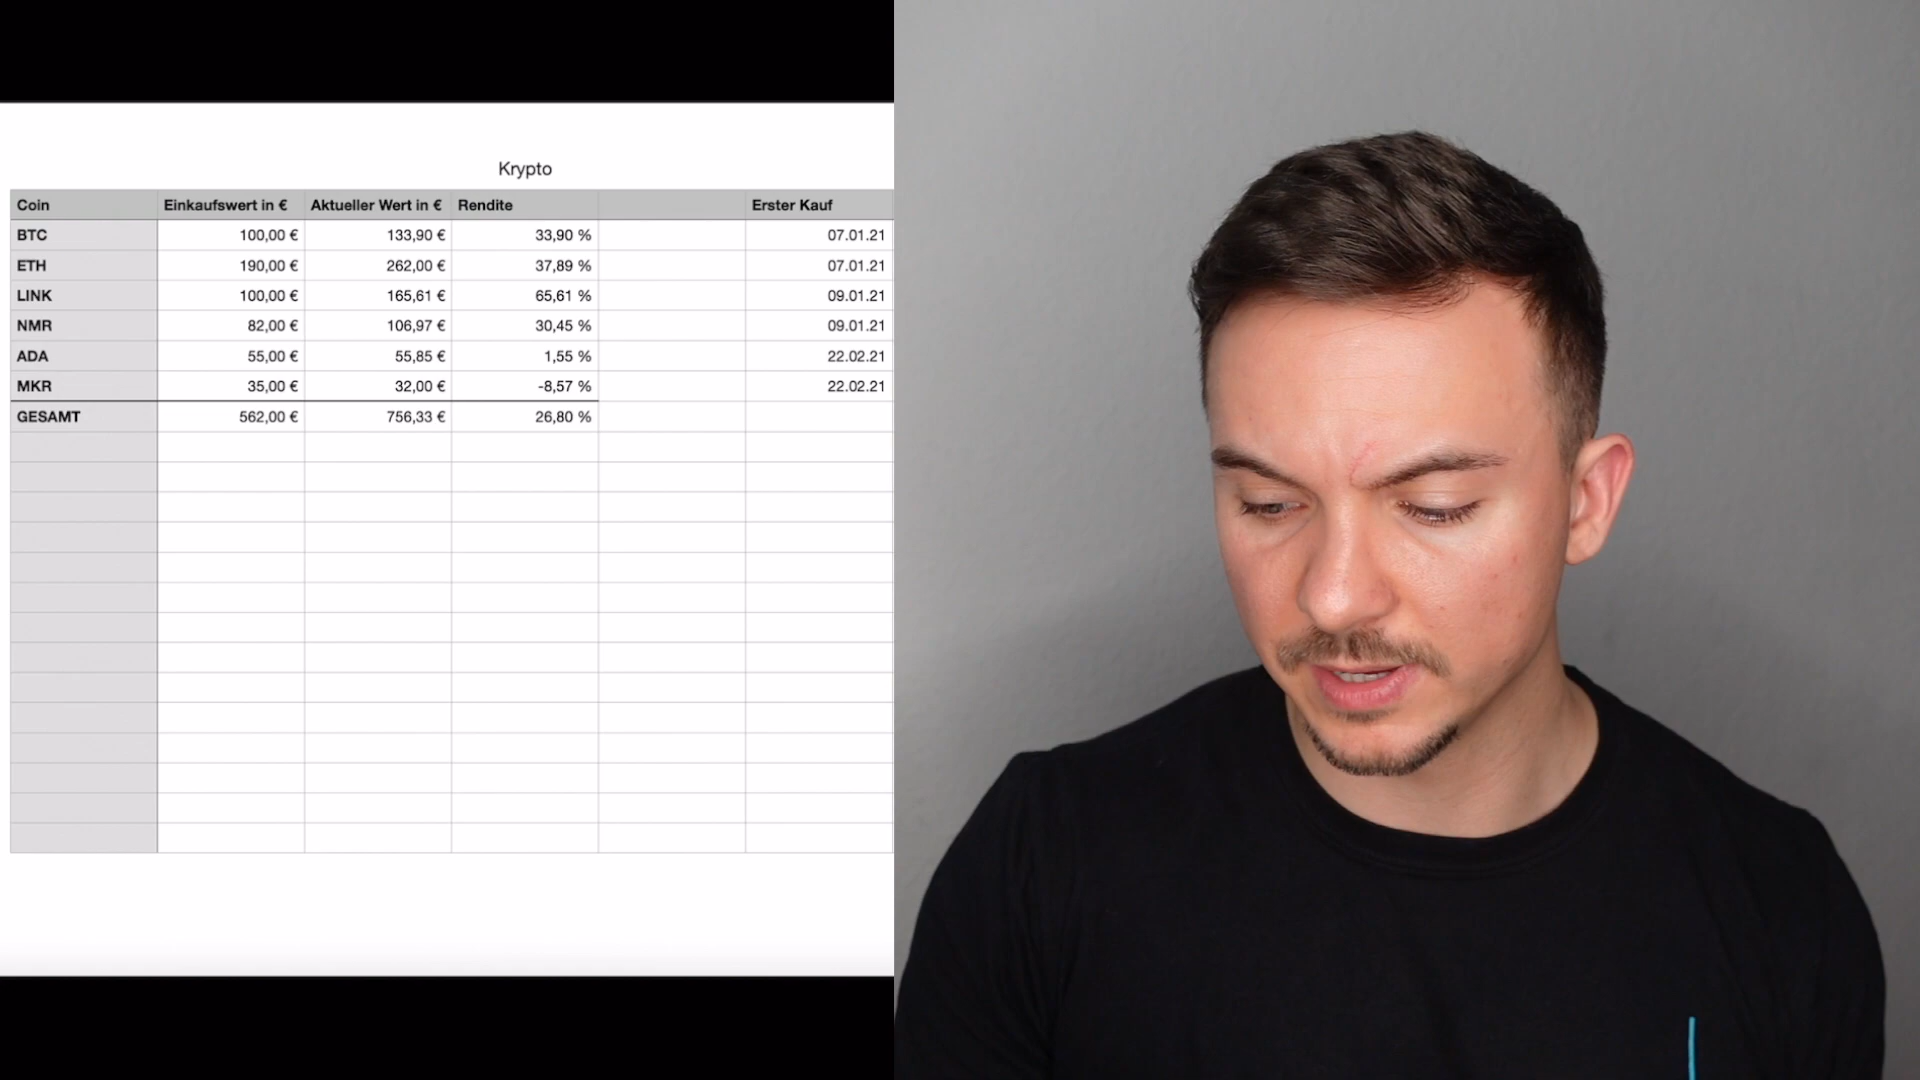 Krypto
Coin Einkaufswert in € Aktueller Wert in € Rendite Erster Kauf
BTC 100,00 € 133,90 € 33,90 % 07.01.21
ETH 190,00 € 262,00 € 37,89 % 07.01.21
LINK 100,00 € 165,61 € 65,61 % 09.01.21
NMR 82,00 € 106,97 € 30,45 % 09.01.21
ADA 55,00 € 55,85 € 1,55 % 22.02.21
MKR 35,00 € 32,00 € -8,57 % 22.02.21
GESAMT 562,00 € 756,33 € 26,80 %